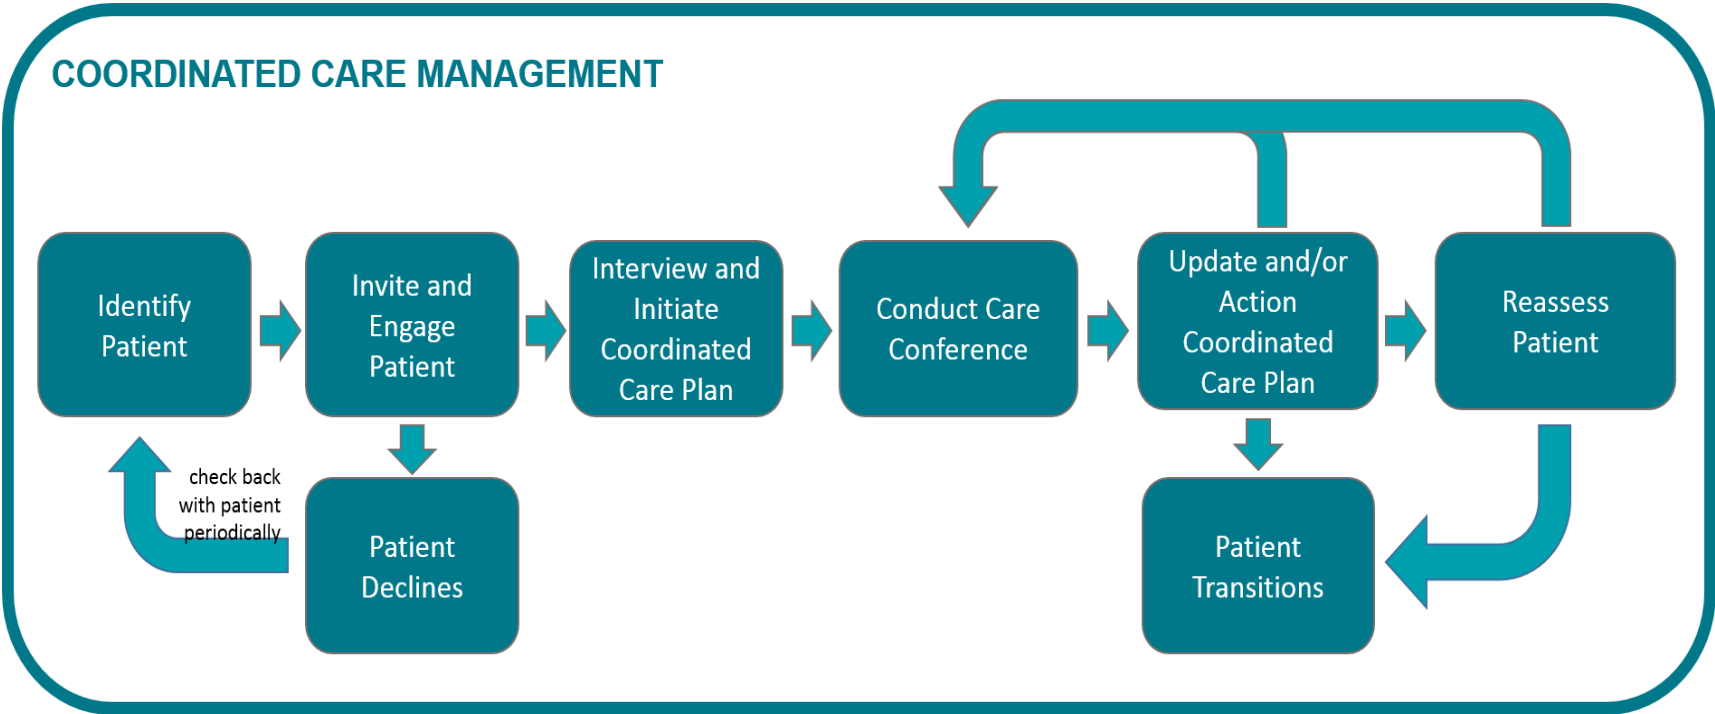 COORDINATED CARE MANAGEMENT
Identify
Patient
Invite and
Engage
Patient
Interview and
Initiate
Coordinated
Care Plan
Conduct Care
Conference
Update and/or
Action
Coordinated
Care Plan
Reassess
Patient
check back
with patient
periodically
Patient
Declines
Patient
Transitions